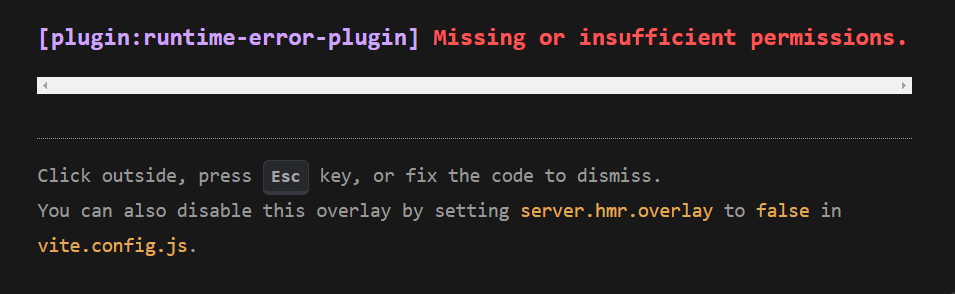 [plugin:runtime-error-plugin] Missing or insufficient permissions.
Click outside, press Esc key, or fix the code to dismiss.
You can also disable this overlay by setting server.hmr.overlay to false in
vite.config.js.